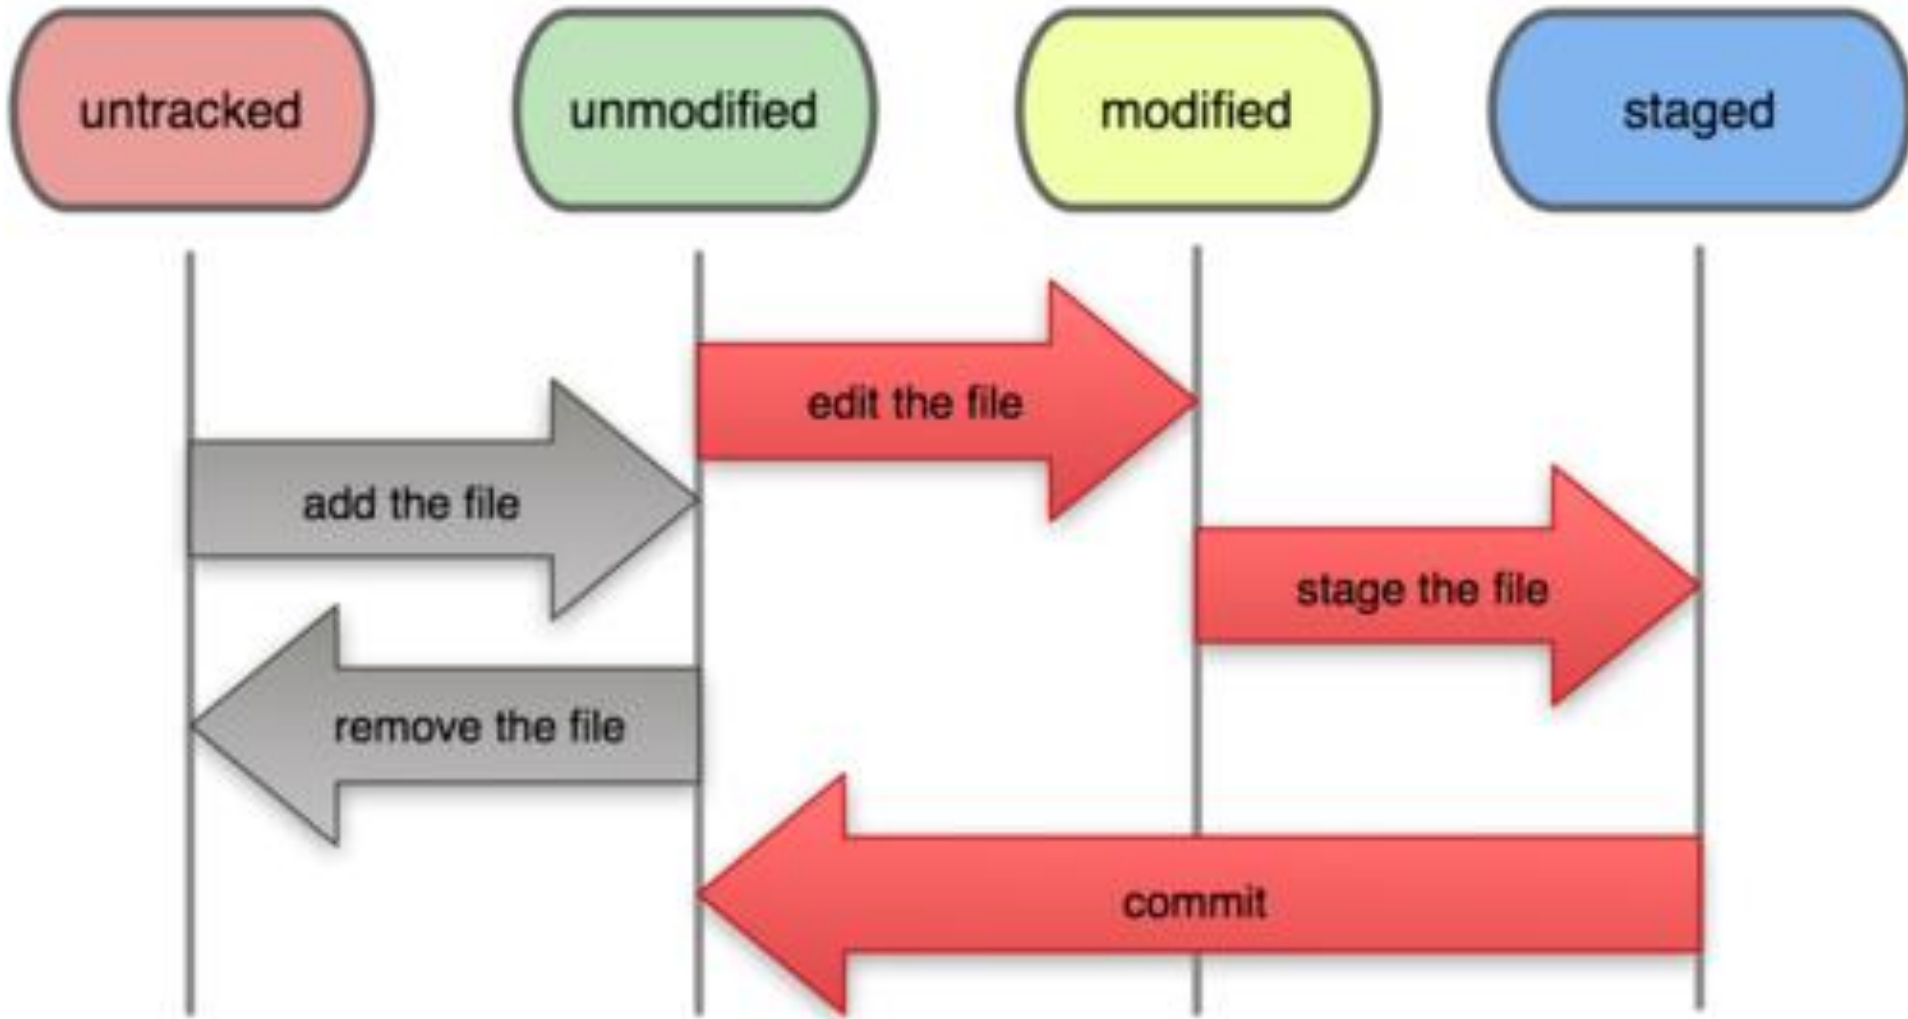 untracked
unmodified
modified
staged
edit the file
add the file
stage the file
remove the file
commit